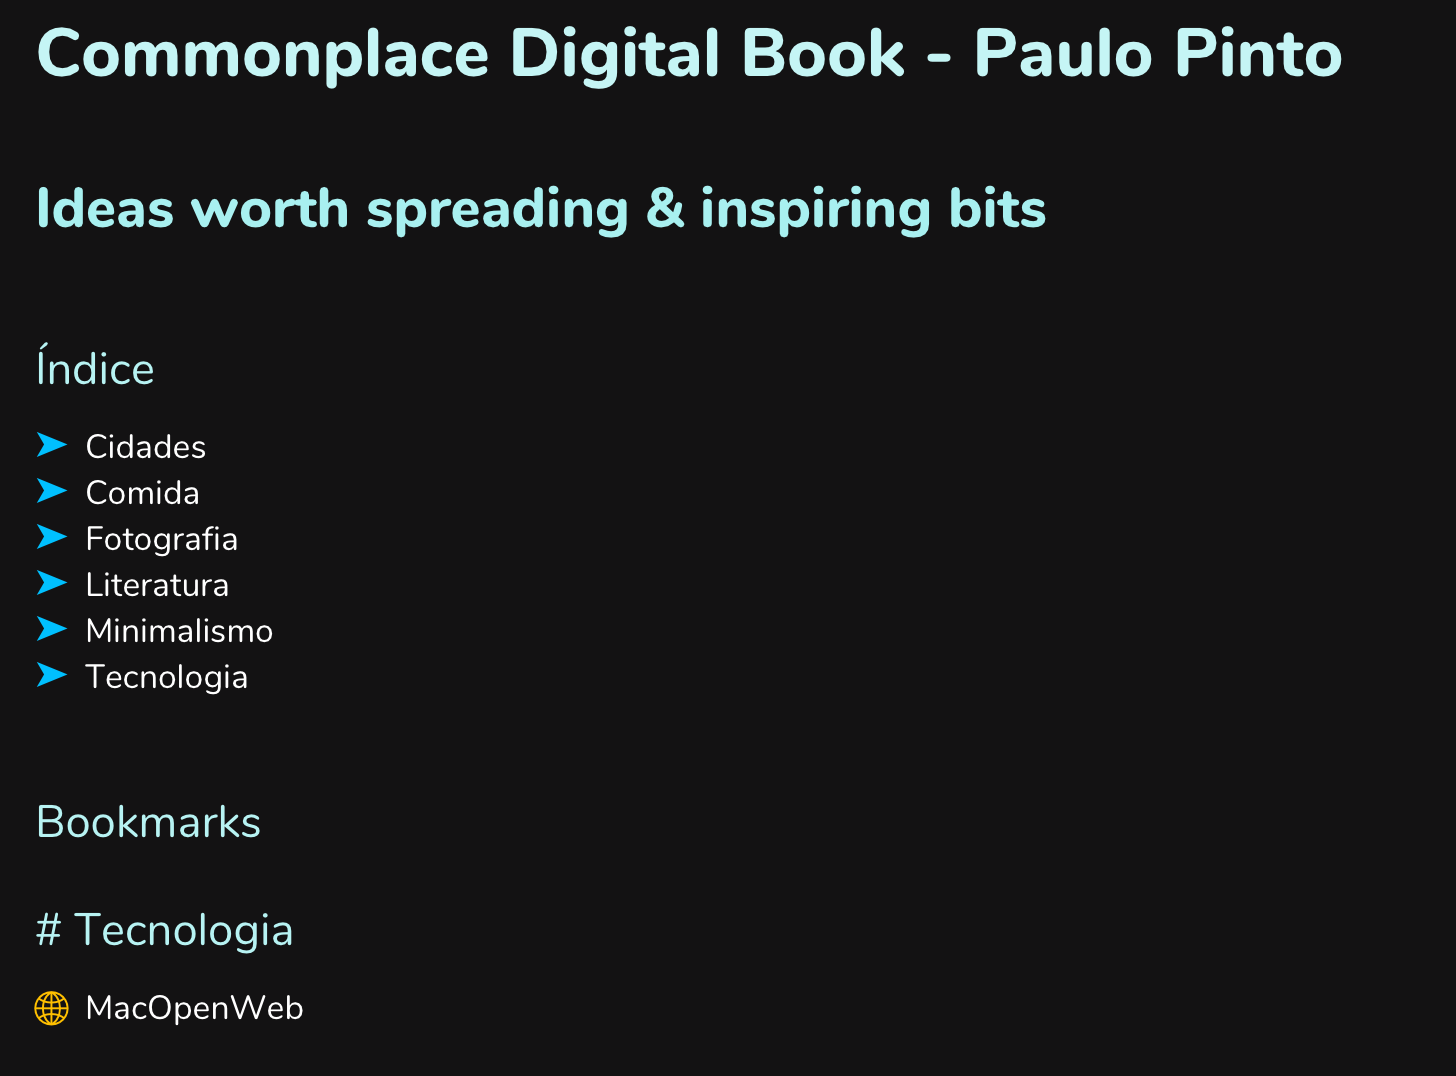 Commonplace Digital Book - Paulo Pinto
Ideas worth spreading & inspiring bits
Índice
Cidades
Comida
Fotografia
Literatura
Minimalismo
Tecnologia
Bookmarks
# Tecnologia
MacOpenWeb